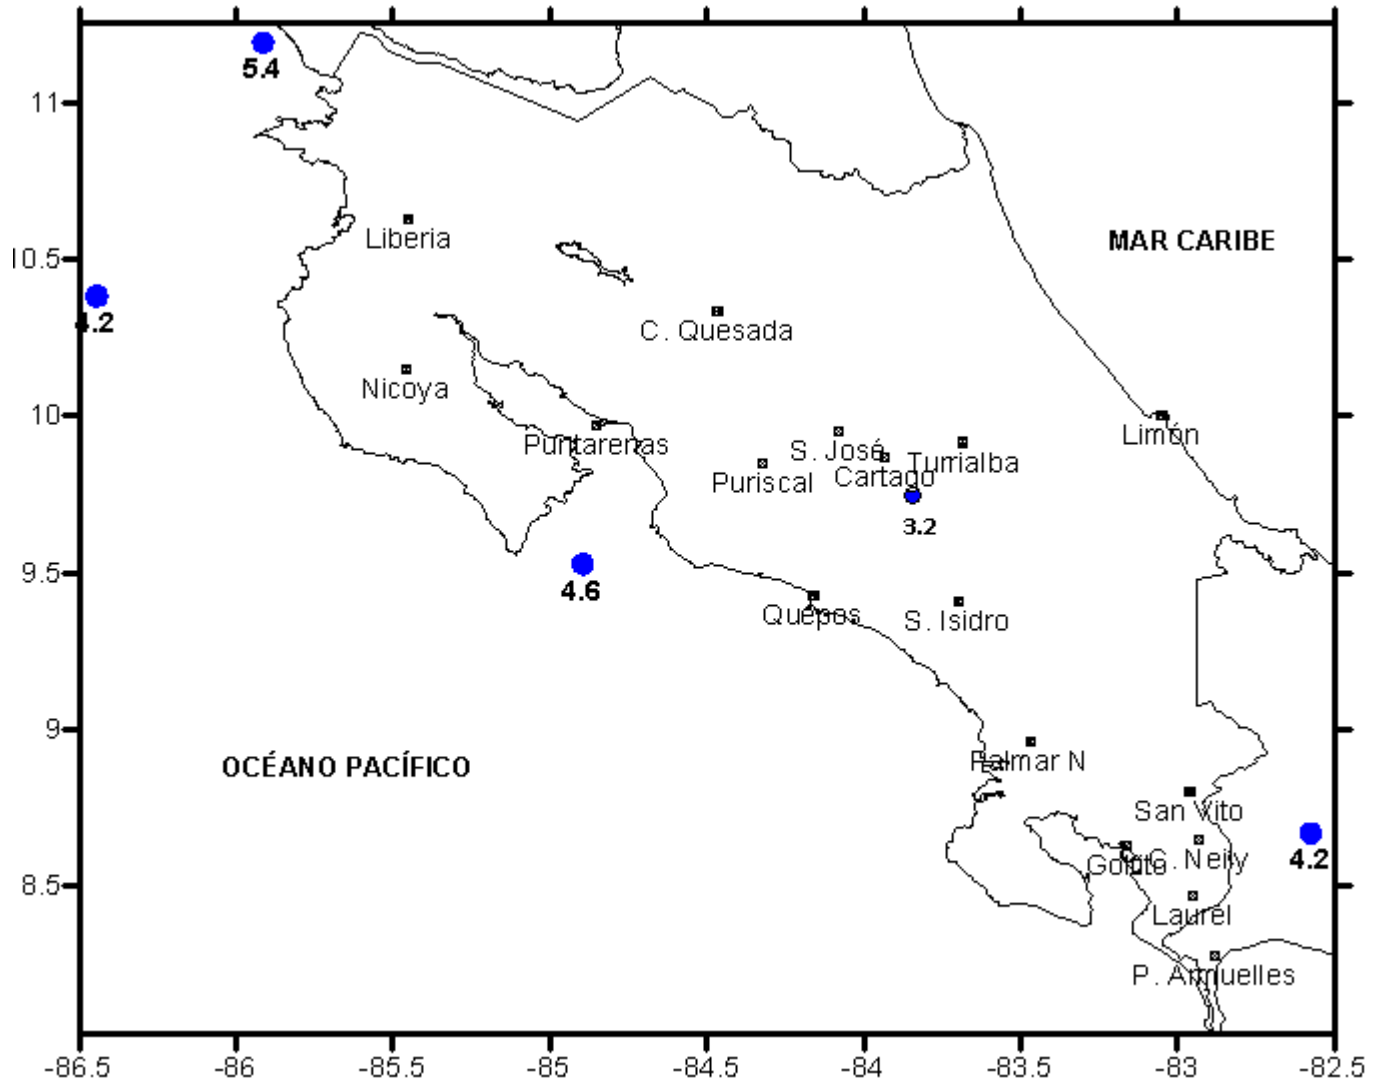 5.4
11
MAR CARIBE
Liberia
10.5
4.2
C. Quesada
Nicoya
10
Puntarenas
Limón
S. José
Turrialba
Cartago
Puriscal
3.2
9.5
4.6
Quepos
S. Isidro
9
Palmar N
OCÉANO PACÍFICO
San Vito
4.2
Golfito
C. Neily
8.5
Laurel
P. Armuelles
-86.5 -86 -85.5 -85 -84.5 -84 -83.5 -83 -82.5